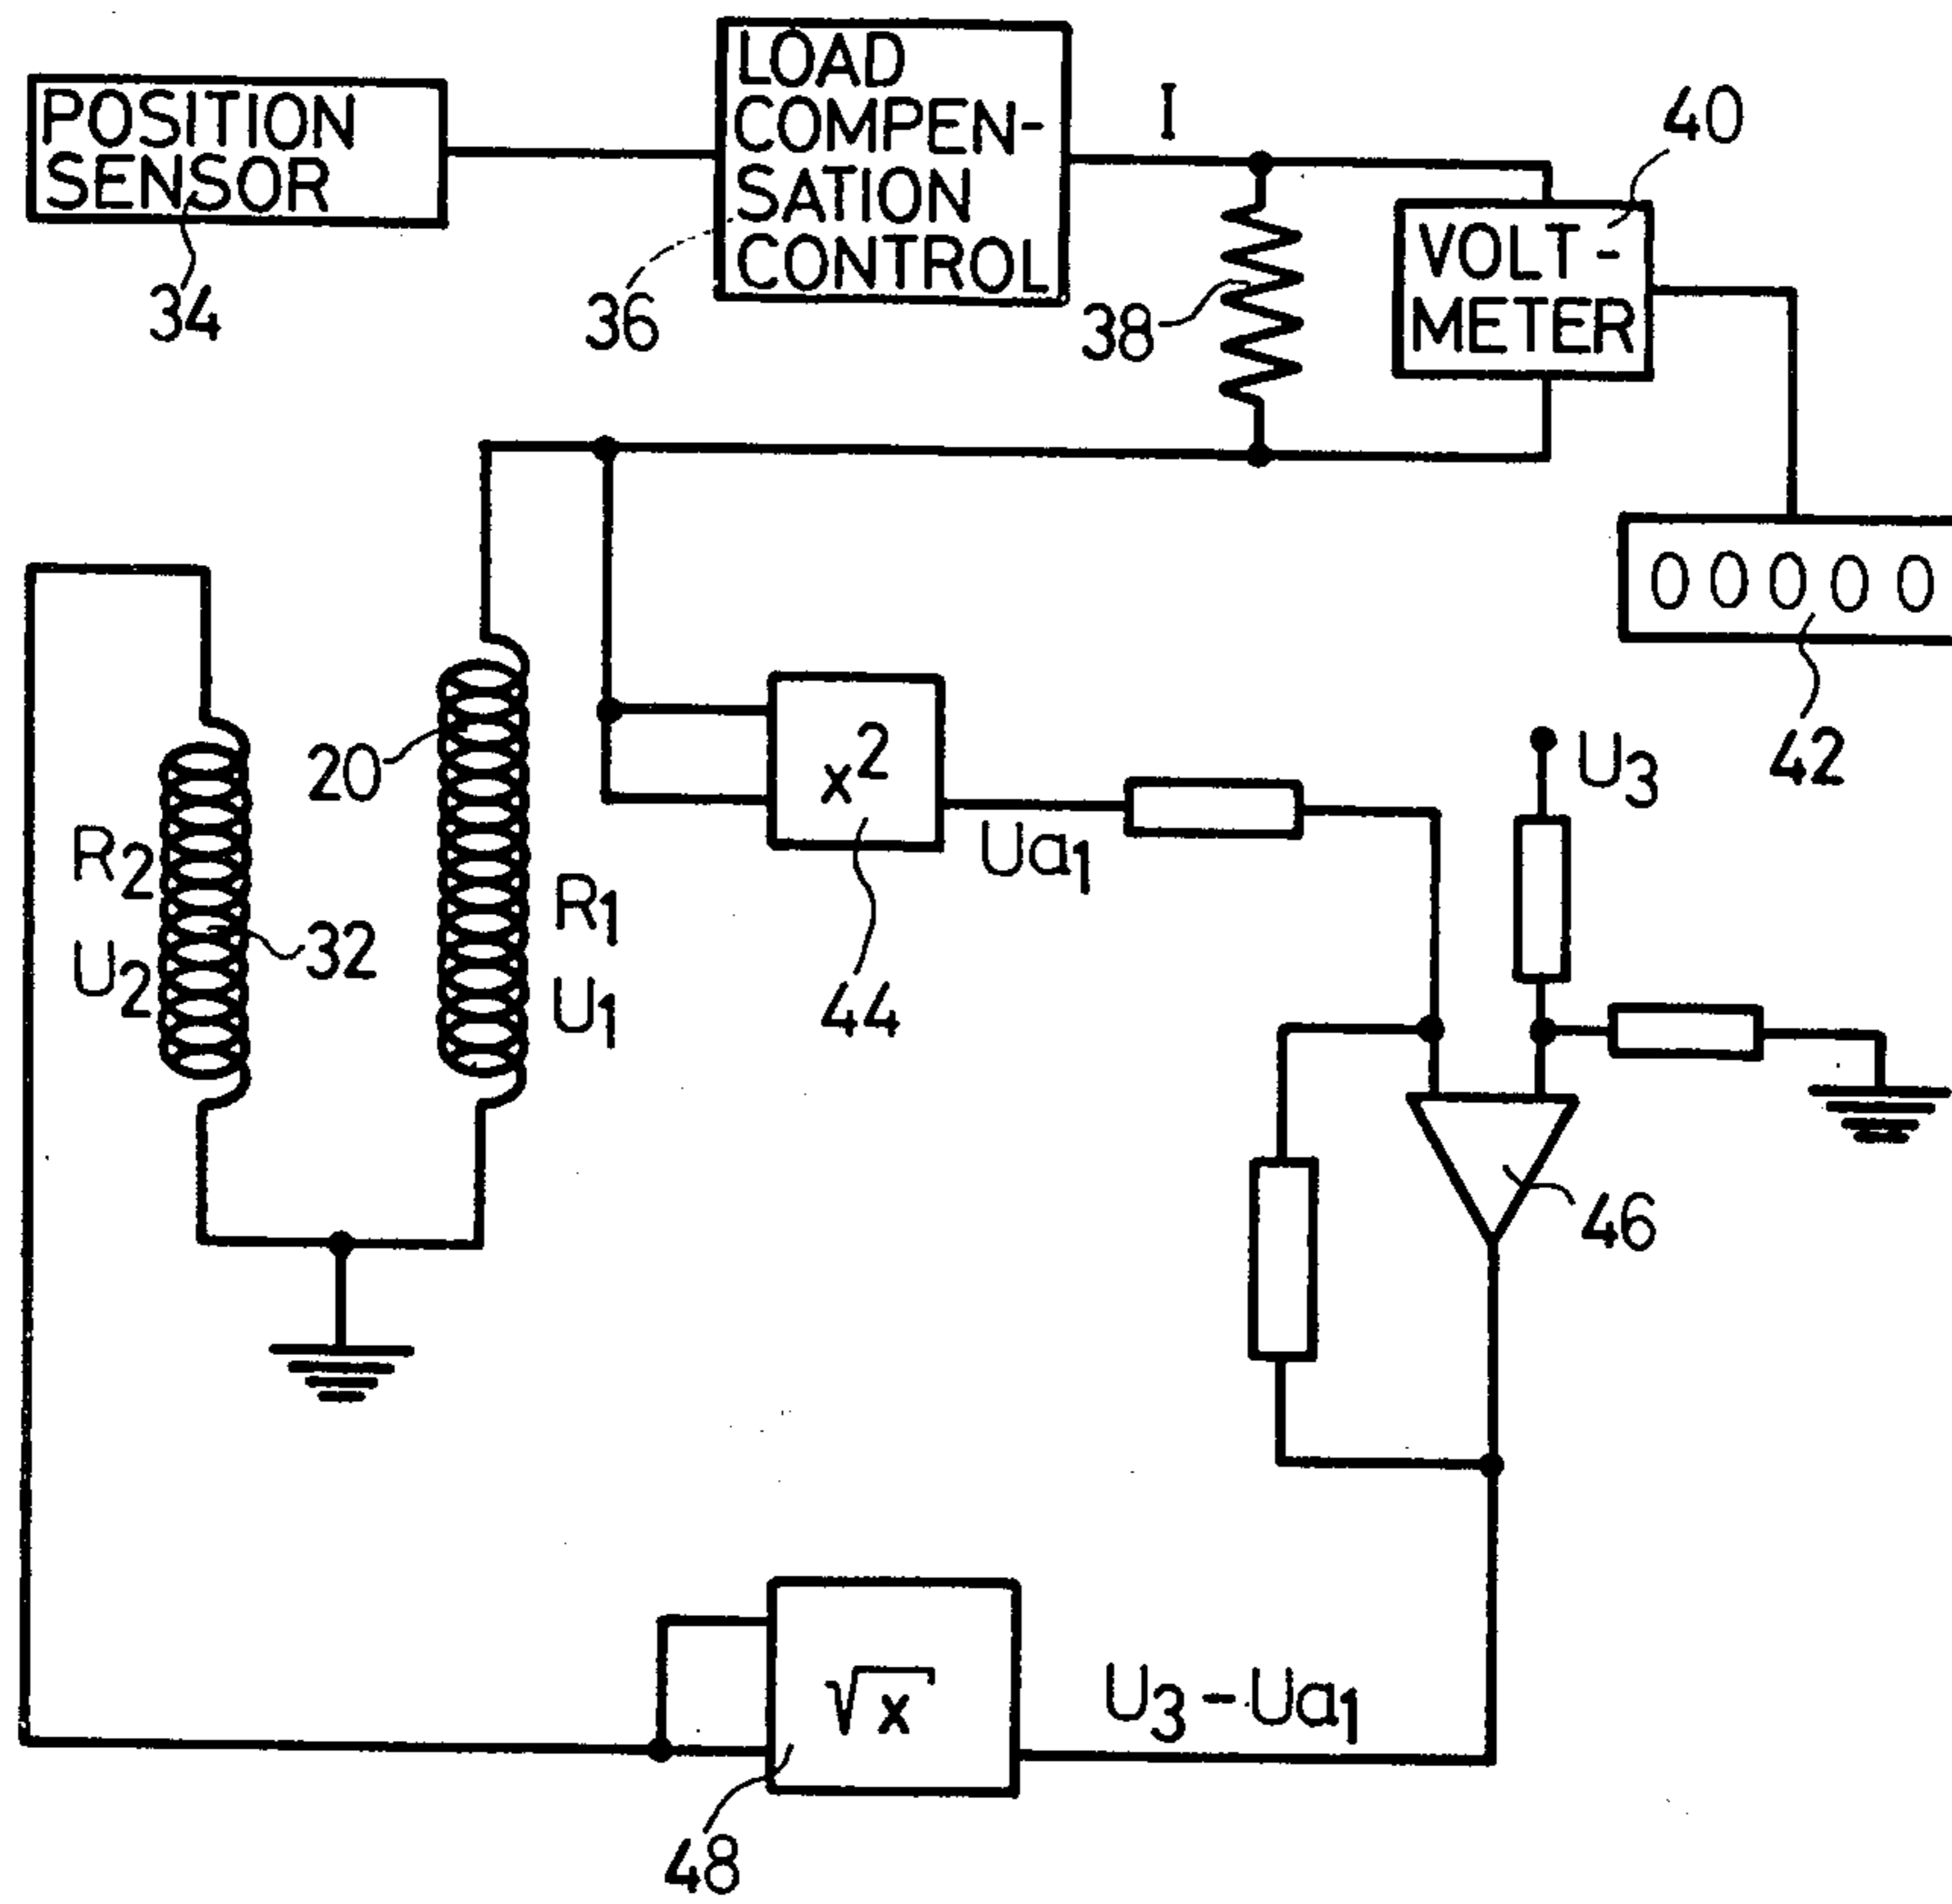 POSITION
SENSOR
34
LOAD
COMPEN-
SATION
CONTROL
36
I
38
40
VOLT-
METER
00000
42
20
R2
U2
32
R1
U1
x²
44
Ua1
U3
46
√x
48
U3-Ua1